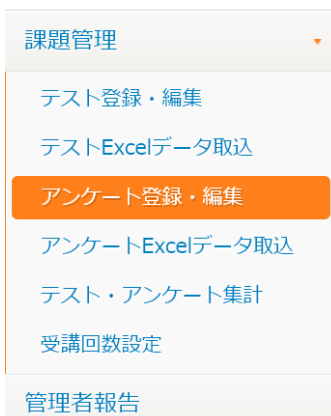 課題管理
テスト登録・編集
テストExcelデータ取込
アンケート登録・編集
アンケートExcelデータ取込
テスト・アンケート集計
受講回数設定
管理者報告